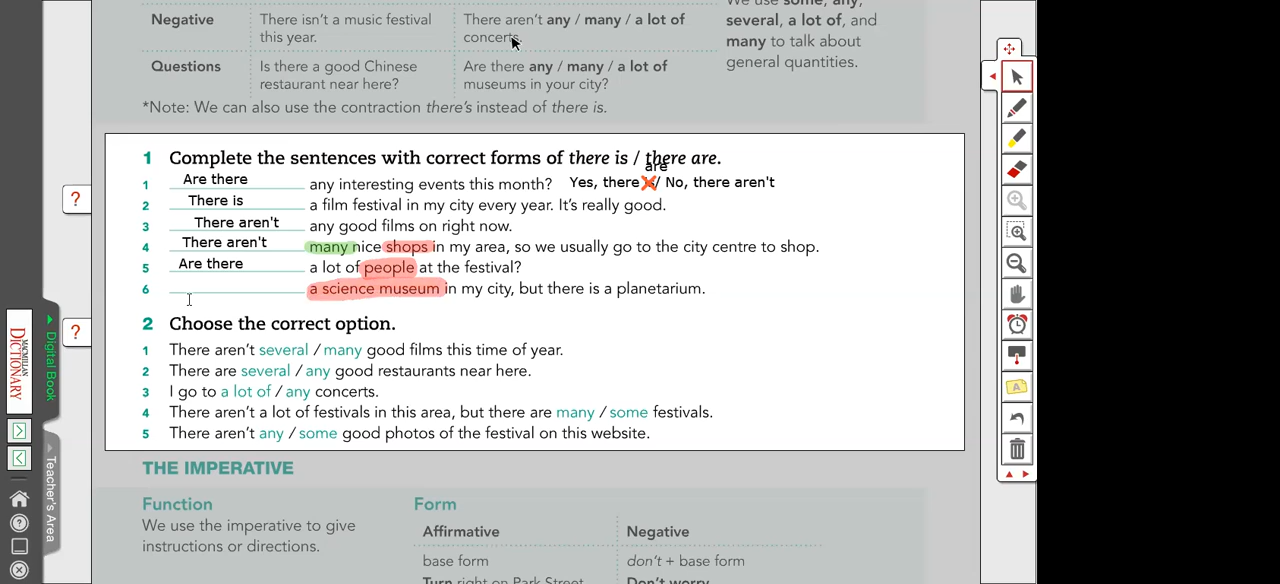 Negative There isn't a music festival this year. There aren't any / many / a lot of concerts.
We use some, any, several, a lot of, and many to talk about general quantities.
Questions Is there a good Chinese restaurant near here? Are there any / many / a lot of museums in your city?
*Note: We can also use the contraction there's instead of there is.
1 Complete the sentences with correct forms of there is / there are.
are
1 Are there any interesting events this month? Yes, there is/ No, there aren't
2 There is a film festival in my city every year. It's really good.
3 There aren't any good films on right now.
4 There aren't many nice shops in my area, so we usually go to the city centre to shop.
5 Are there a lot of people at the festival?
6 a science museum in my city, but there is a planetarium.
2 Choose the correct option.
1 There aren't several / many good films this time of year.
2 There are several / any good restaurants near here.
3 I go to a lot of / any concerts.
4 There aren't a lot of festivals in this area, but there are many / some festivals.
5 There aren't any / some good photos of the festival on this website.
THE IMPERATIVE
Function Form
We use the imperative to give instructions or directions.
Affirmative Negative
base form don't + base form
Turn right on Park Street Don't worry
? 
?
MACMILLAN DICTIONARY
Digital Book
Teacher's Area
A